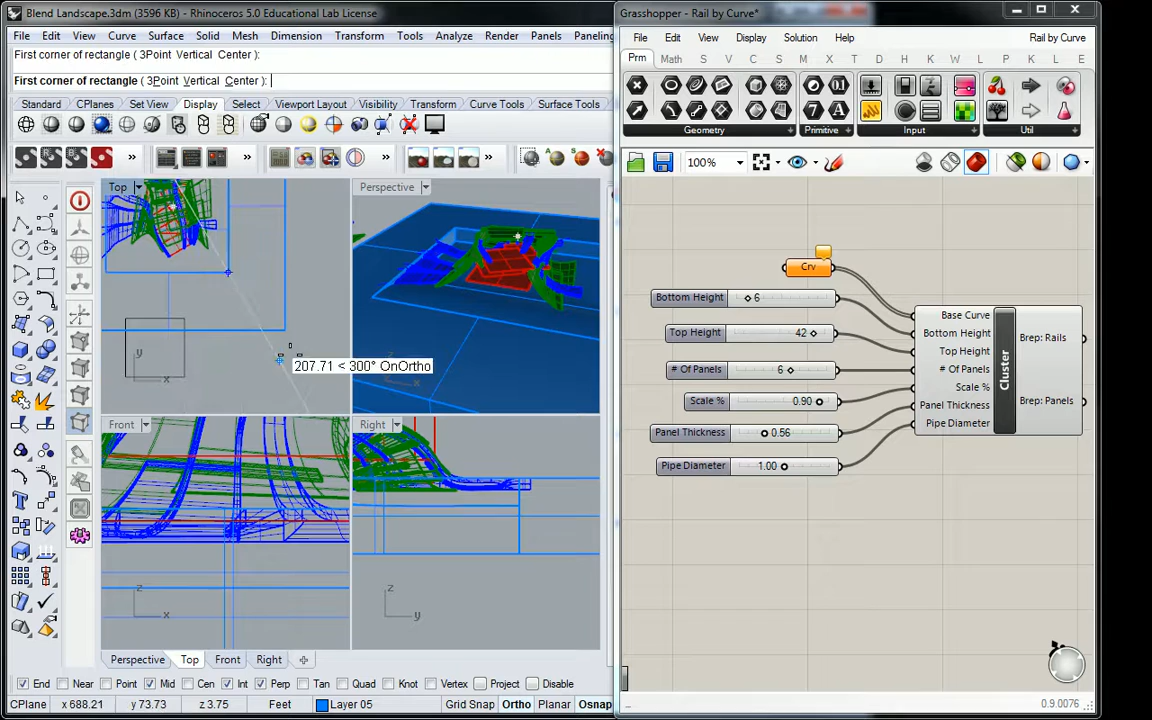 Blend Landscape.3dm (3596 KB) - Rhinoceros 5.0 Educational Lab License
File Edit View Curve Surface Solid Mesh Dimension Transform Tools Analyze Render Panels Paneling
First corner of rectangle ( 3Point Vertical Center ):
First corner of rectangle ( 3Point Vertical Center ):
Standard CPlanes Set View Display Select Viewport Layout Visibility Transform Curve Tools Surface Tools
Top
Perspective
207.71 < 300° OnOrtho
y
x
x
Front
Right
z
x
z
y
Perspective Top Front Right
End Near Point Mid Cen Int Perp Tan Quad Knot Vertex Project Disable
CPlane x 688.21 y 73.73 z 3.75 Feet Layer 05 Grid Snap Ortho Planar Osnap
Grasshopper - Rail by Curve*
File Edit View Display Solution Help Rail by Curve
Prm Math S V C S M X D T M K P K L E
Geometry Primitive Input Util
100%
Crv
Bottom Height 6
Top Height 42
# Of Panels 6
Scale % 0.90
Panel Thickness 0.56
Pipe Diameter 1.00
Base Curve
Bottom Height
Top Height
# Of Panels
Scale %
Panel Thickness
Pipe Diameter
Cluster
Brep: Rails
Brep: Panels
0.9.0076